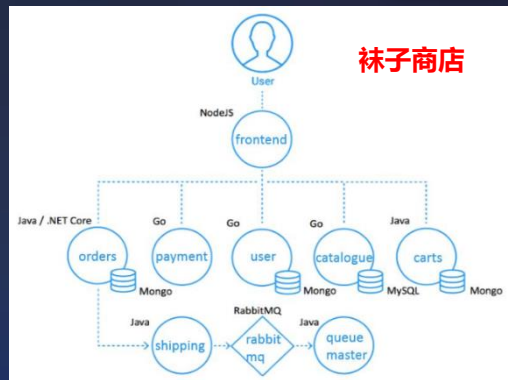 袜子商店
User
NodeJS
frontend
Java / .NET Core
Go
Go
Go
Java
orders
payment
user
catalogue
carts
Mongo
Mongo
MySQL
Mongo
Java
RabbitMQ
Java
shipping
rabbit
mq
queue
master